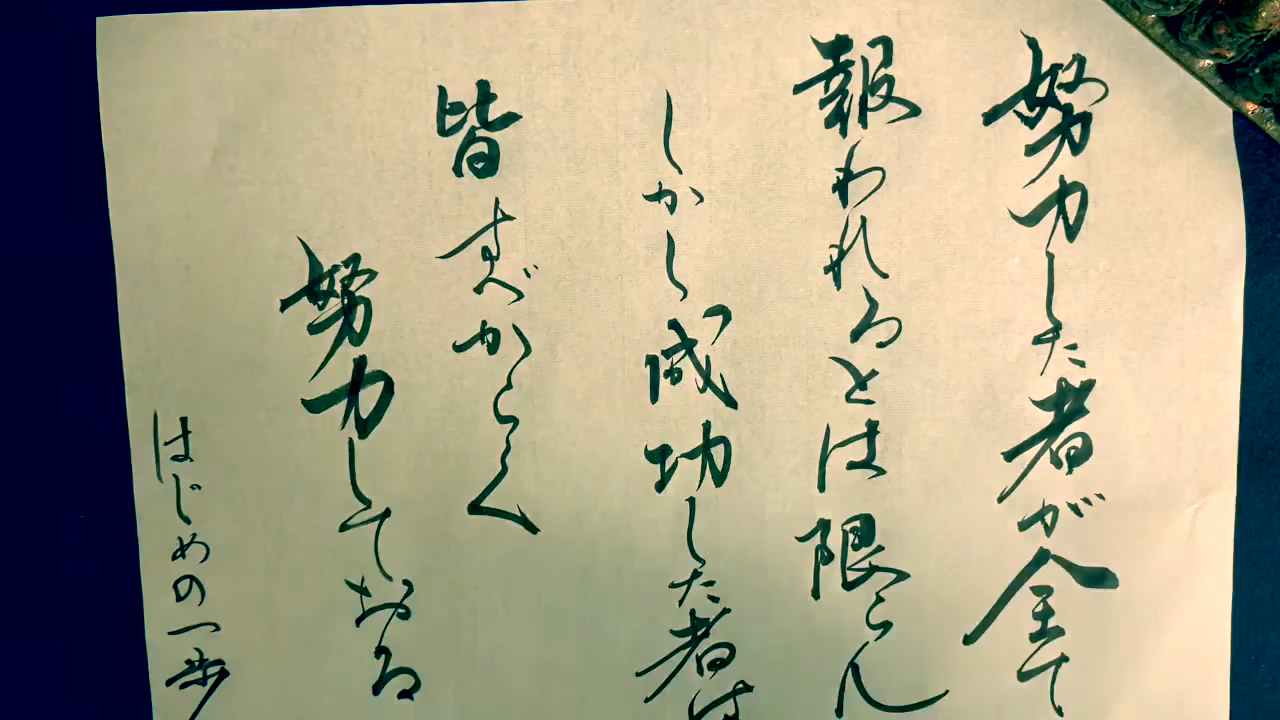 努力した者が全て
報われるとは限らん
しかし成功した者は
皆すべからく
努力しておる
はじめの一歩